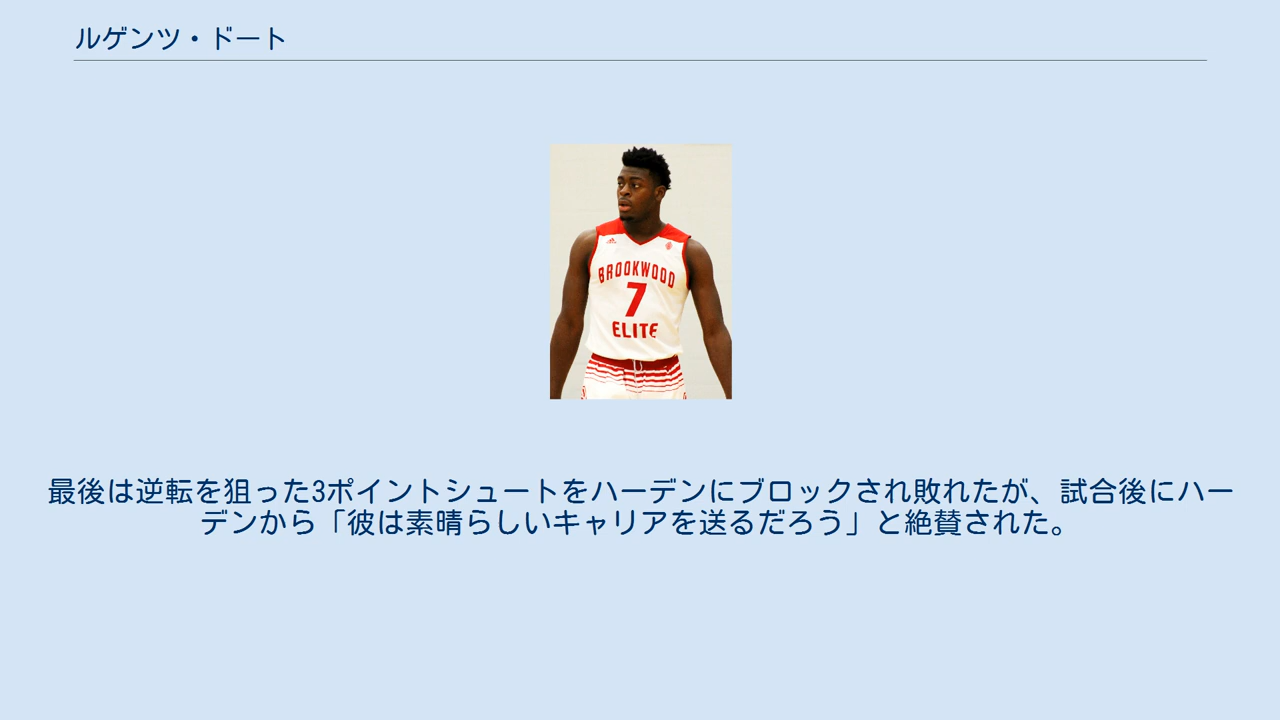 ルゲンツ・ドート
BROOKWOOD
7
ELITE
最後は逆転を狙った3ポイントシュートをハーデンにブロックされ敗れたが、試合後にハー
デンから「彼は素晴らしいキャリアを送るだろう」と絶賛された。